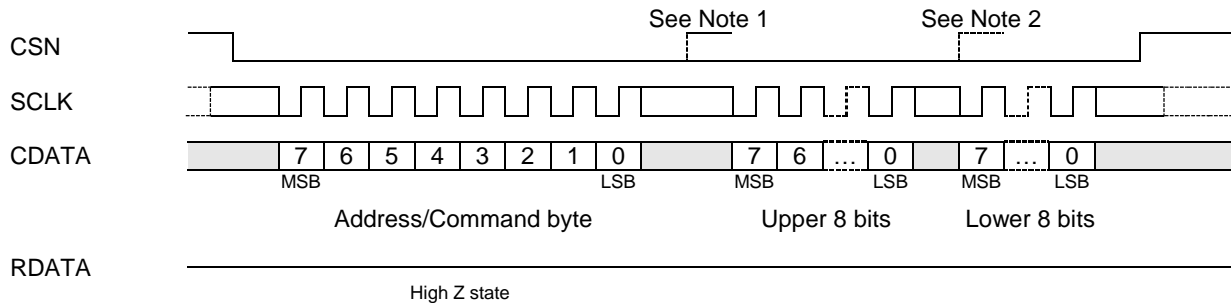 See Note 1 See Note 2
CSN
SCLK
CDATA 7 6 5 4 3 2 1 0 7 6 ... 0 7 ... 0
MSB LSB MSB LSB MSB LSB
Address/Command byte Upper 8 bits Lower 8 bits
RDATA
High Z state